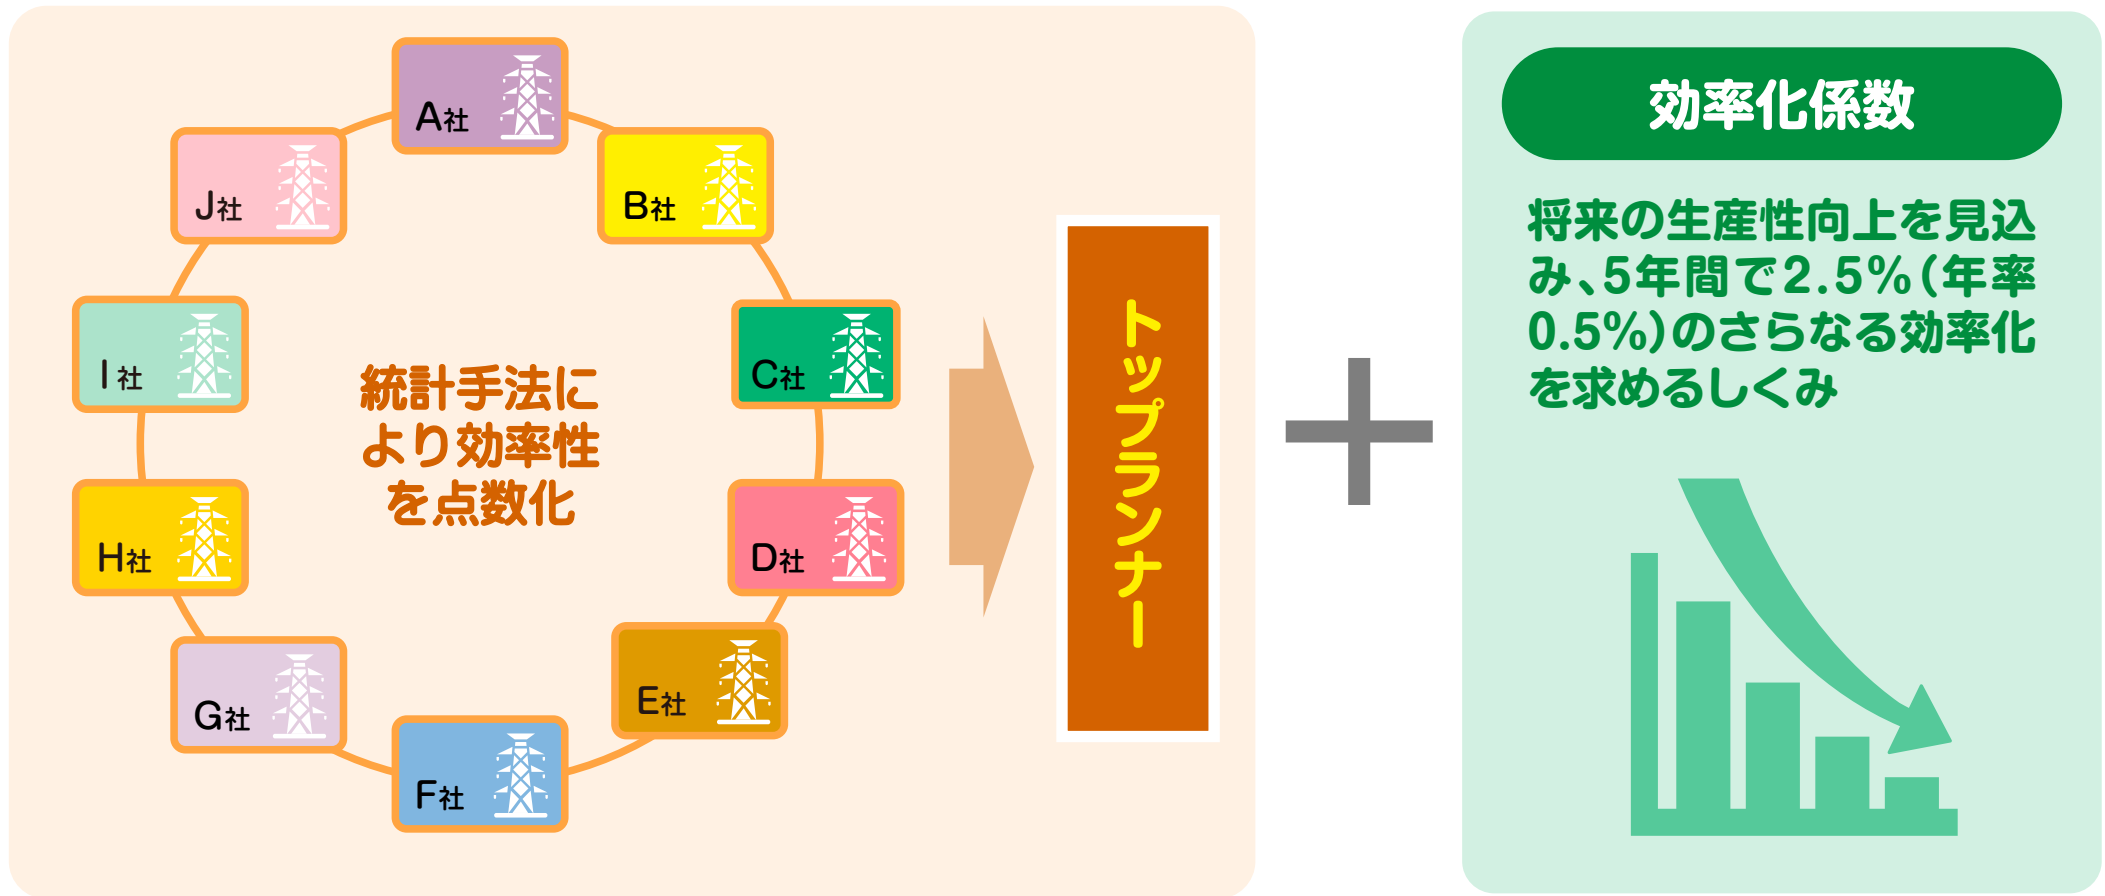 A社
B社
C社
D社
E社
F社
G社
H社
I社
J社
統計手法に
より効率性
を点数化
トップランナー
効率化係数
将来の生産性向上を見込
み、5年間で2.5%(年率
0.5%)のさらなる効率化
を求めるしくみ